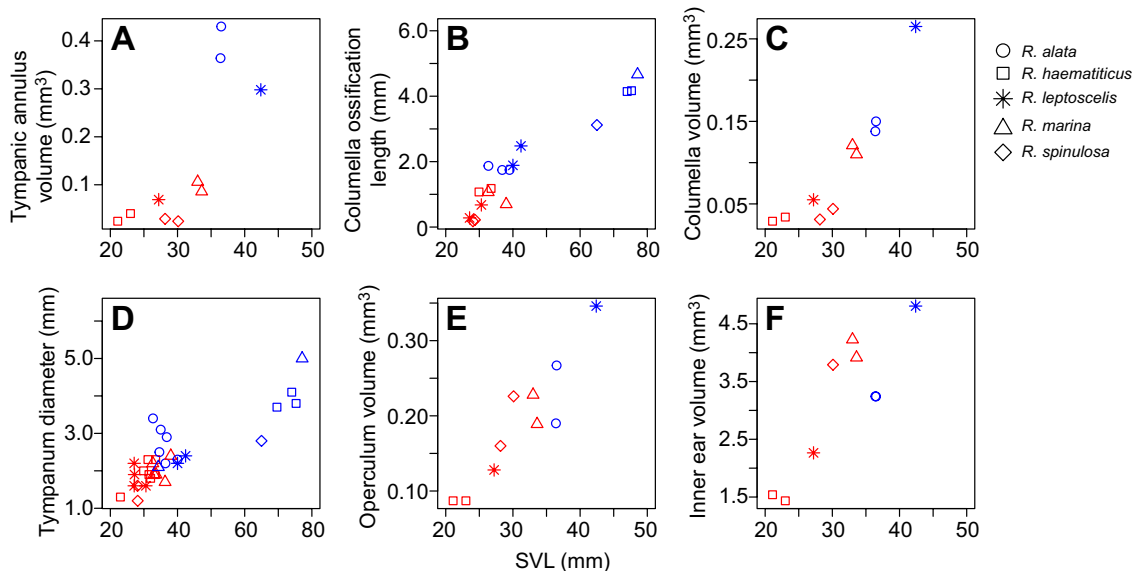 A
Tympanic annulus
volume (mm³)
0.4
0.3
0.2
0.1
20 30 40 50
B
Columella ossification
length (mm)
6.0
4.0
2.0
0
20 40 60 80
C
Columella volume (mm³)
0.25
0.15
0.05
20 30 40 50
R. alata
R. haematiticus
R. leptoscelis
R. marina
R. spinulosa
D
Tympanum diameter (mm)
5.0
3.0
1.0
20 40 60 80
E
Operculum volume (mm³)
0.30
0.20
0.10
20 30 40 50
F
Inner ear volume (mm³)
4.5
3.5
2.5
1.5
20 30 40 50
SVL (mm)